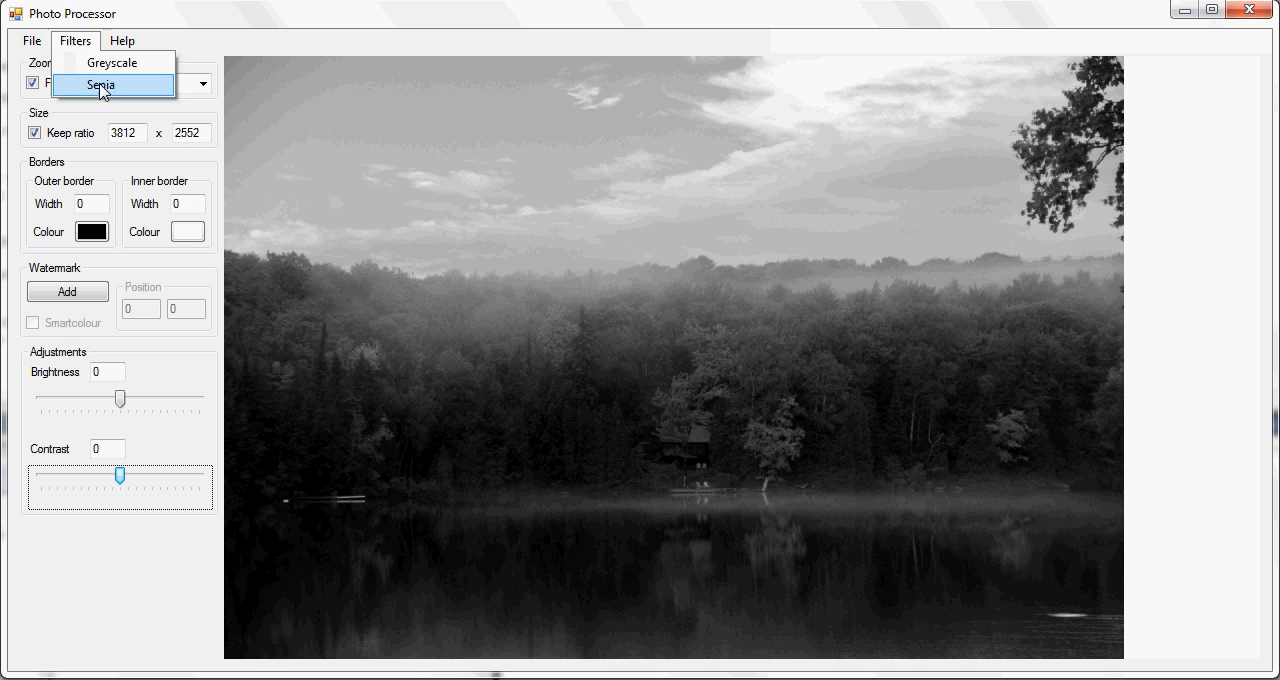 Photo Processor
File Filters Help
Greyscale
Sepia
Zoo
F
Size
Keep ratio 3812 x 2552
Borders
Outer border Inner border
Width 0 Width 0
Colour Colour
Watermark
Add Position
0 0
Smartcolour
Adjustments
Brightness 0
Contrast 0